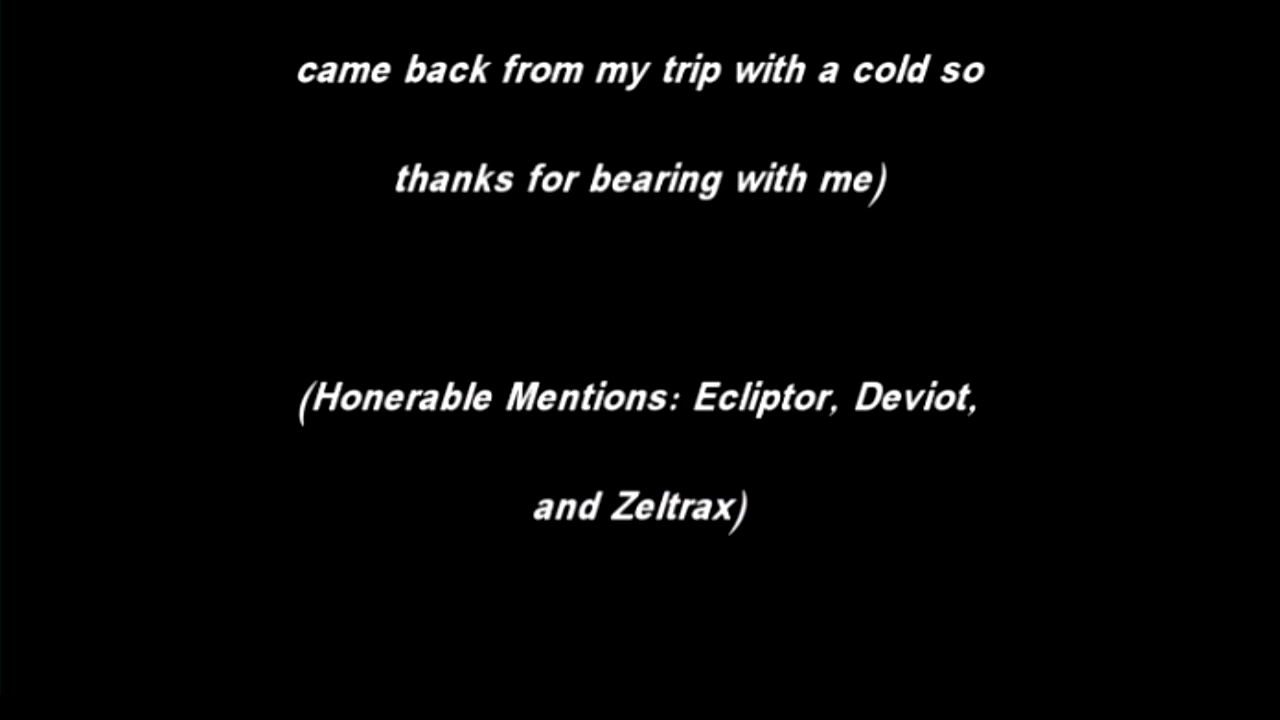 came back from my trip with a cold so
thanks for bearing with me)
(Honerable Mentions: Ecliptor, Deviot,
and Zeltrax)